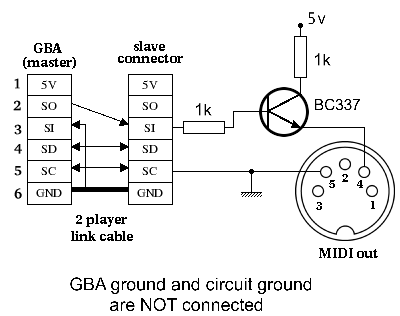 5v
GBA
(master)
slave
connector
1k
1 5V 5V
2 SO SO 1k BC337
3 SI SI
4 SD SD
5 SC SC
6 GND GND
5 2 4
3 1
2 player
link cable
MIDI out
GBA ground and circuit ground
are NOT connected